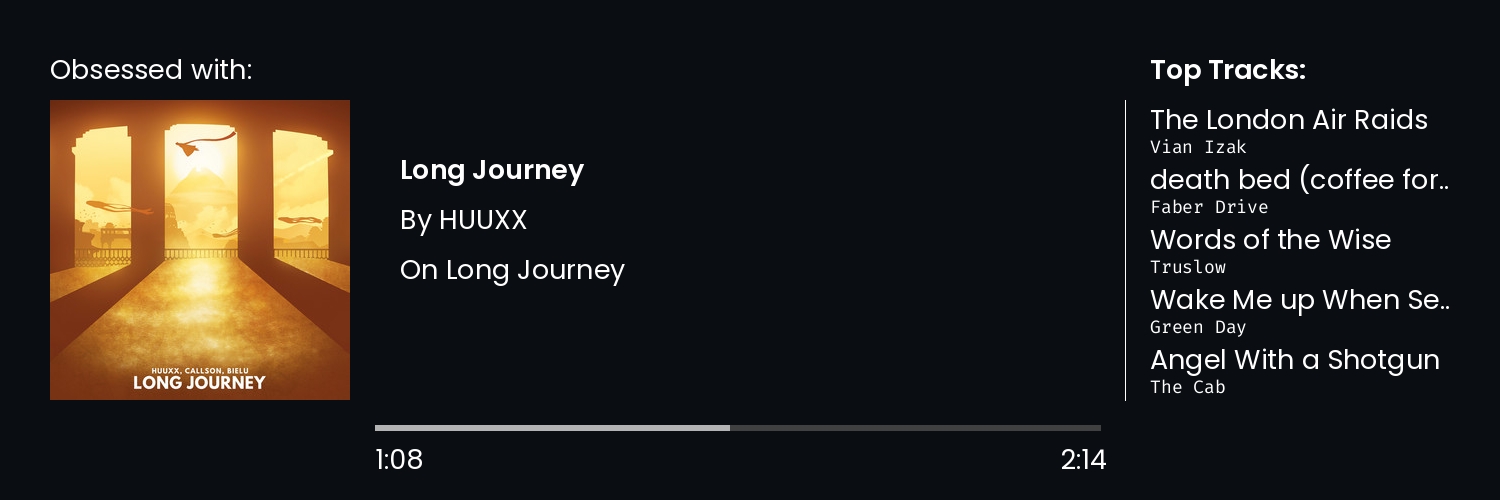 Obsessed with:
HUUXX, CALLSON, BIELU
LONG JOURNEY
Long Journey
By HUUXX
On Long Journey
1:08
2:14
Top Tracks:
The London Air Raids
Vian Izak
death bed (coffee for..
Faber Drive
Words of the Wise
Truslow
Wake Me up When Se..
Green Day
Angel With a Shotgun
The Cab